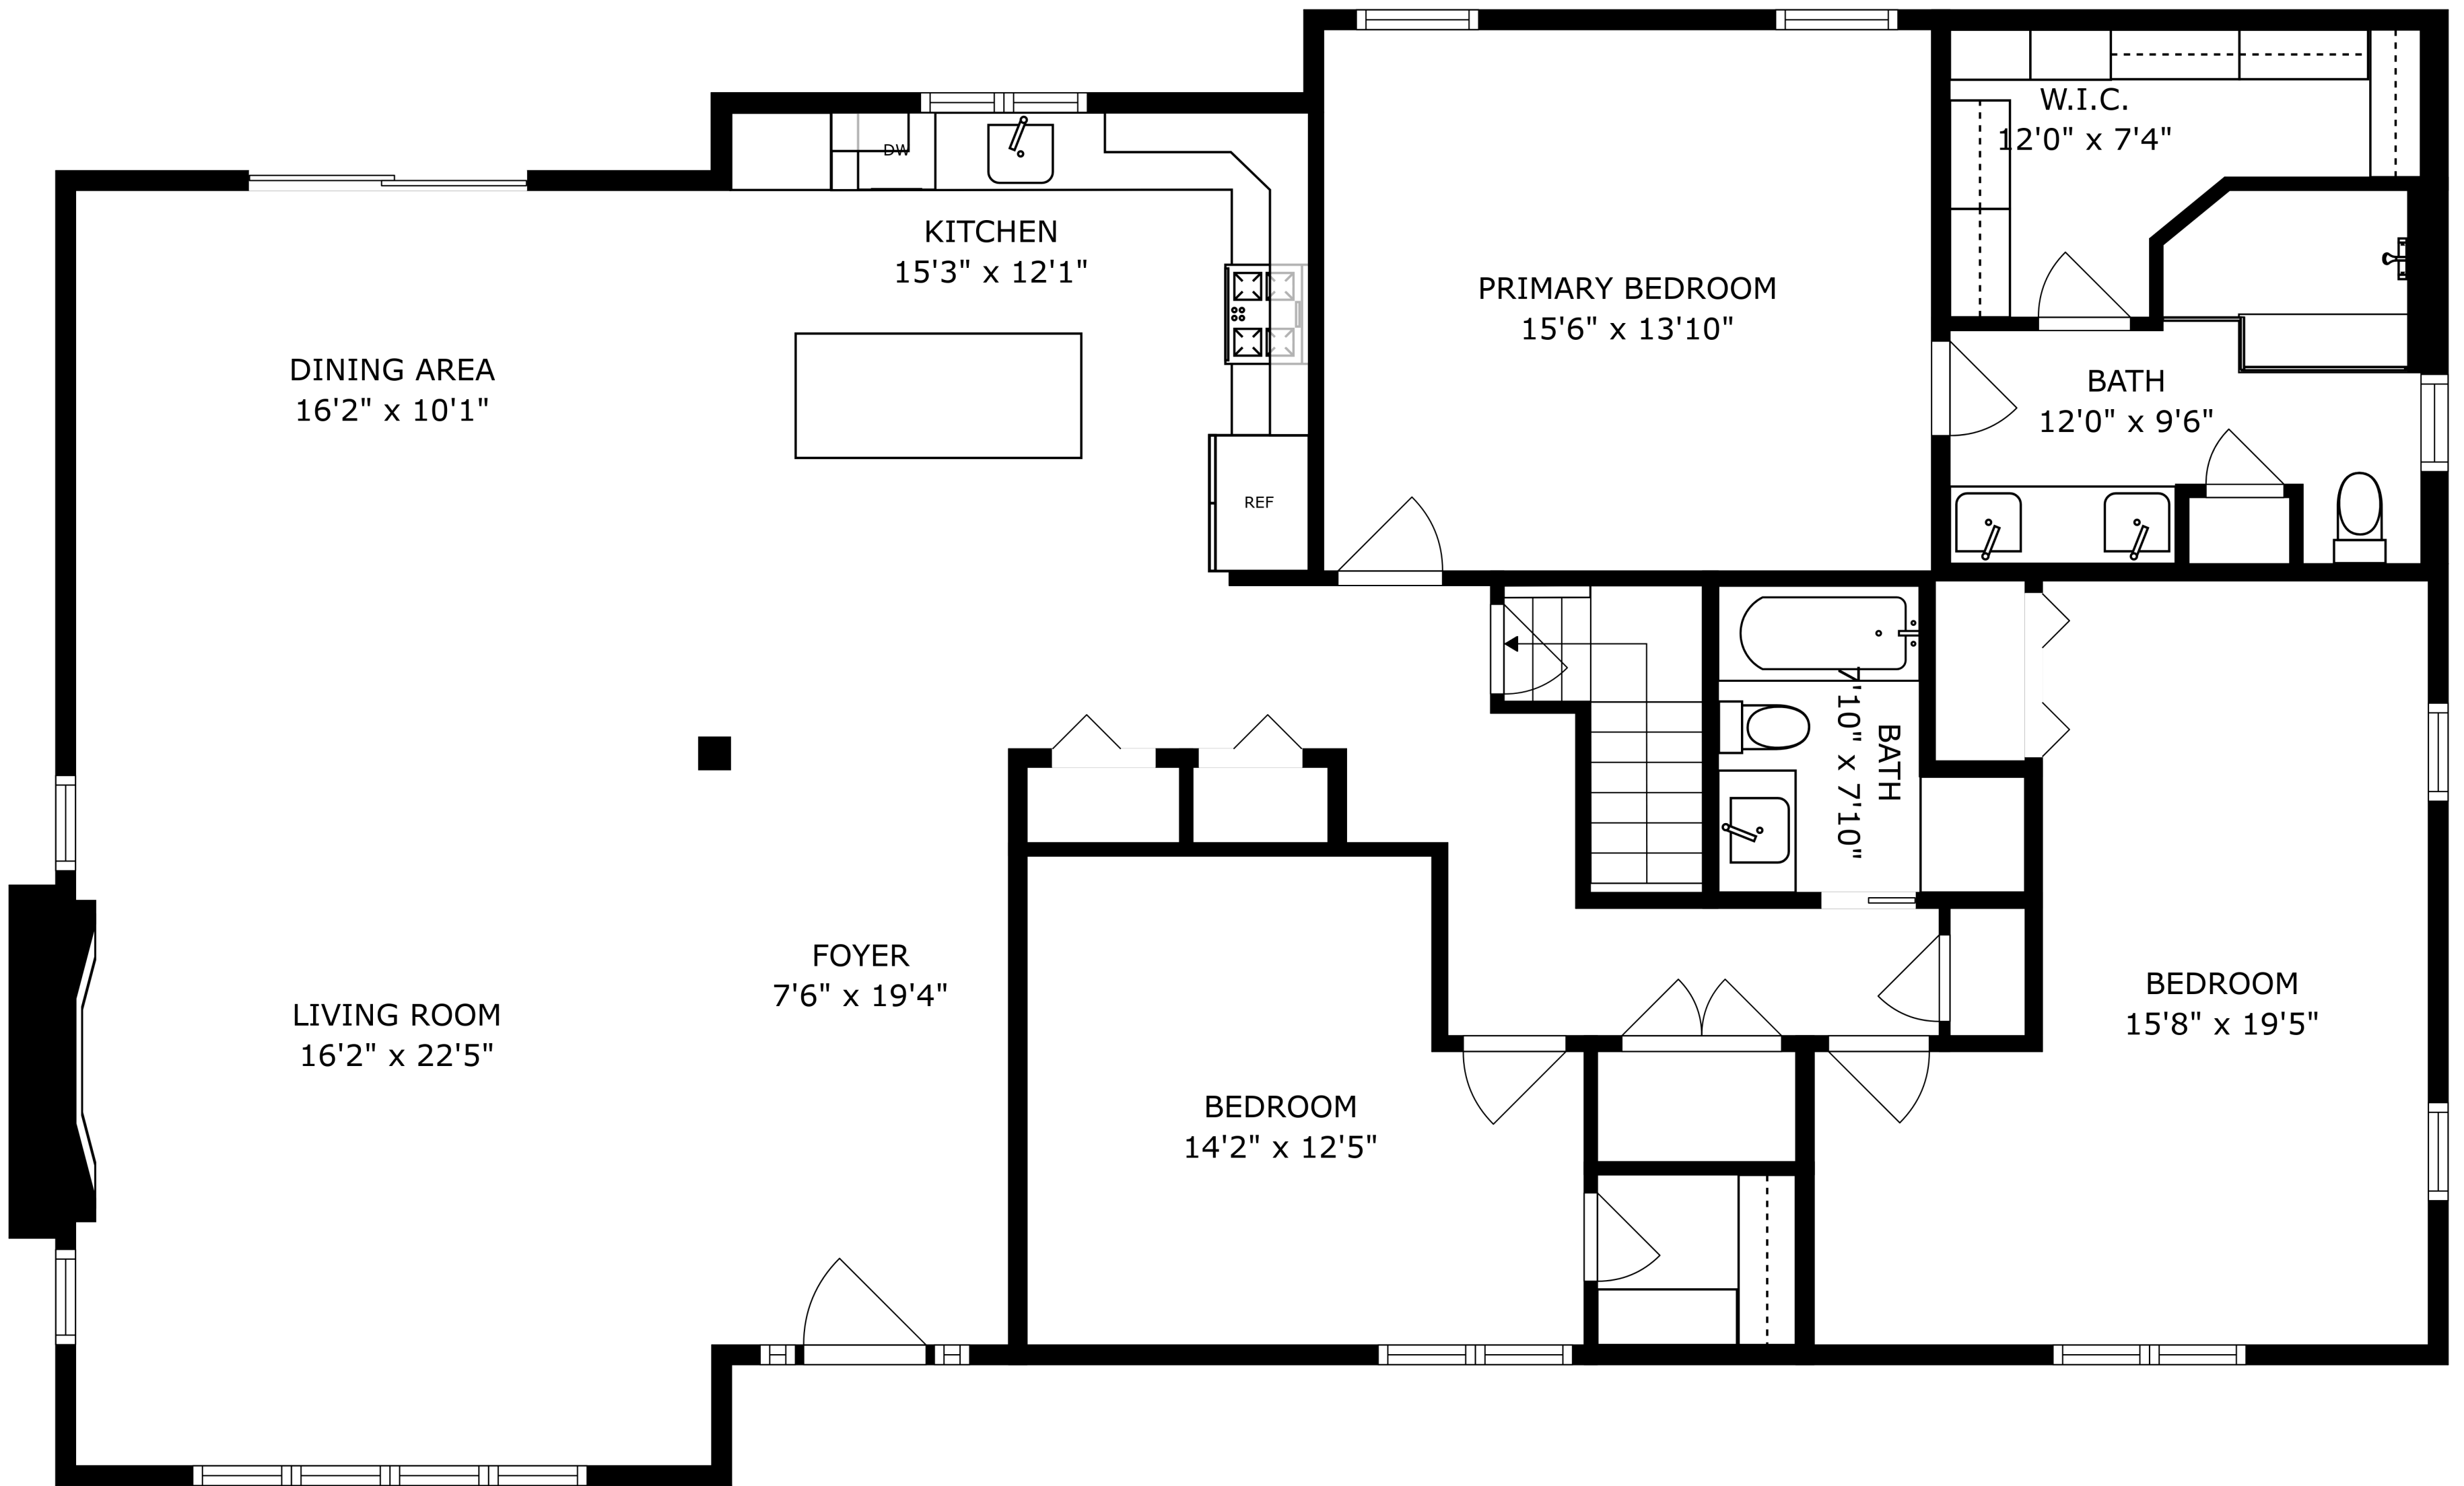 W.I.C.
12'0" x 7'4"
DW
KITCHEN
15'3" x 12'1"
PRIMARY BEDROOM
15'6" x 13'10"
DINING AREA
16'2" x 10'1"
BATH
12'0" x 9'6"
REF
BATH
7'10" x 7'10"
FOYER
7'6" x 19'4"
LIVING ROOM
16'2" x 22'5"
BEDROOM
15'8" x 19'5"
BEDROOM
14'2" x 12'5"